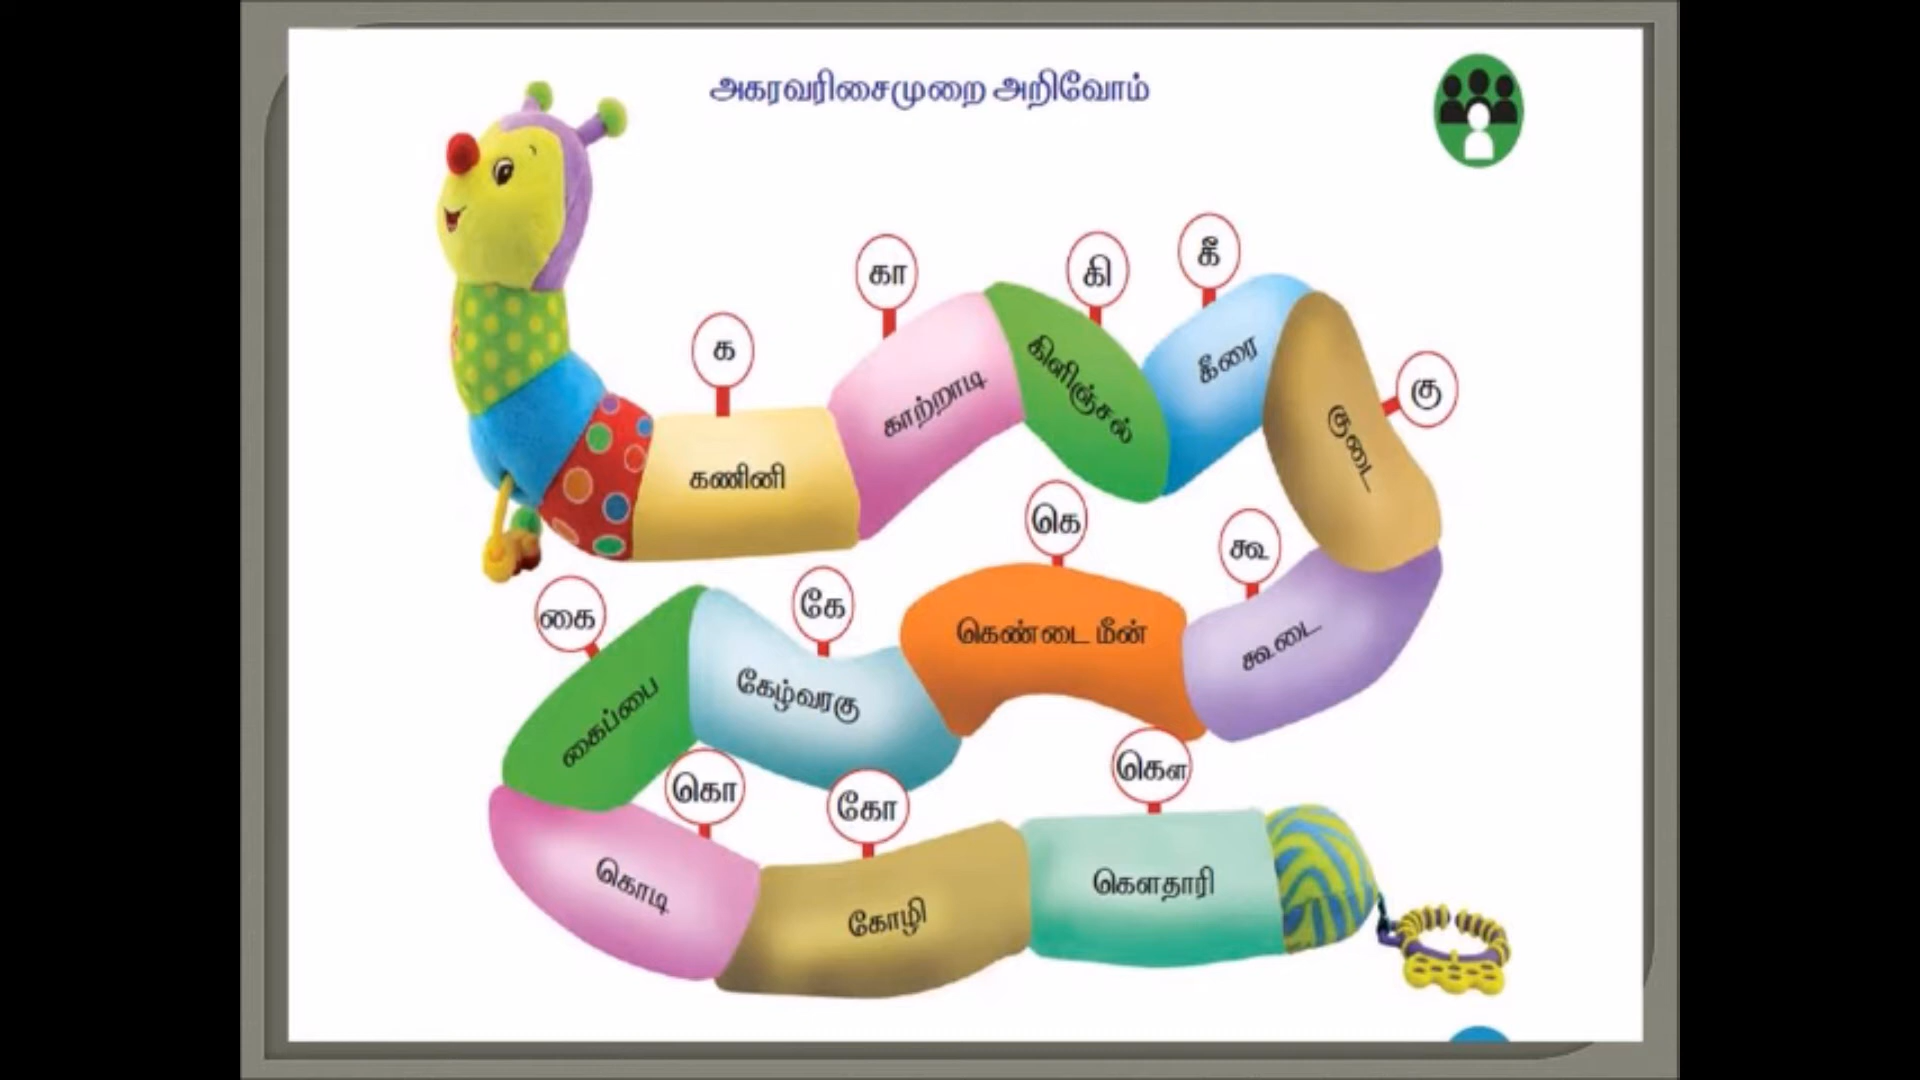 அகரவரிசைமுறை அறிவோம்
க
கணினி
கா
காற்றாடி
கி
கிளிஞ்சல்
கீ
கீரை
கு
குடை
கூ
கூடை
கெ
கெண்டை மீன்
கே
கேழ்வரகு
கை
கைப்பை
கொ
கொடி
கோ
கோழி
கௌ
கௌதாரி